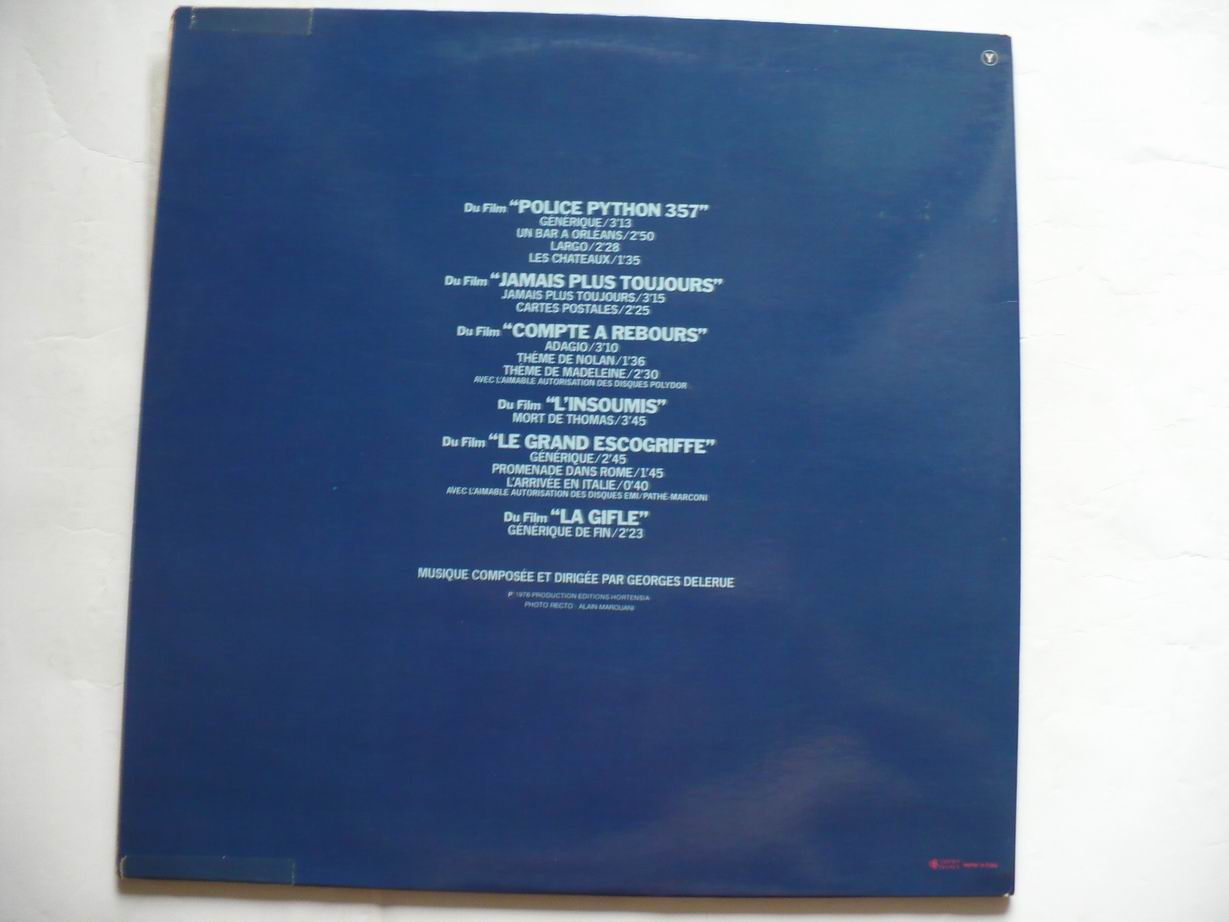 Y
Du Film “POLICE PYTHON 357”
GÉNÉRIQUE/3'13
UN BAR A ORLÉANS/2'50
LARGO/2'28
LES CHATEAUX/1'35
Du Film “JAMAIS PLUS TOUJOURS”
JAMAIS PLUS TOUJOURS/3'15
CARTES POSTALES/2'25
Du Film “COMPTE A REBOURS”
ADAGIO/3'10
THÈME DE NOLAN/1'36
THÈME DE MADELEINE/2'30
AVEC L'AIMABLE AUTORISATION DES DISQUES POLYDOR
Du Film “L'INSOUMIS”
MORT DE THOMAS/3'45
Du Film “LE GRAND ESCOGRIFFE”
GÉNÉRIQUE/2'45
PROMENADE DANS ROME/1'45
L'ARRIVÉE EN ITALIE/0'40
AVEC L'AIMABLE AUTORISATION DES DISQUES EMI/PATHÉ-MARCONI
Du Film “LA GIFLE”
GÉNÉRIQUE DE FIN/2'23
MUSIQUE COMPOSÉE ET DIRIGÉE PAR GEORGES DELERUE
P 1976 PRODUCTION EDITIONS HORTENSIA
PHOTO RECTO : ALAIN MAROUANI